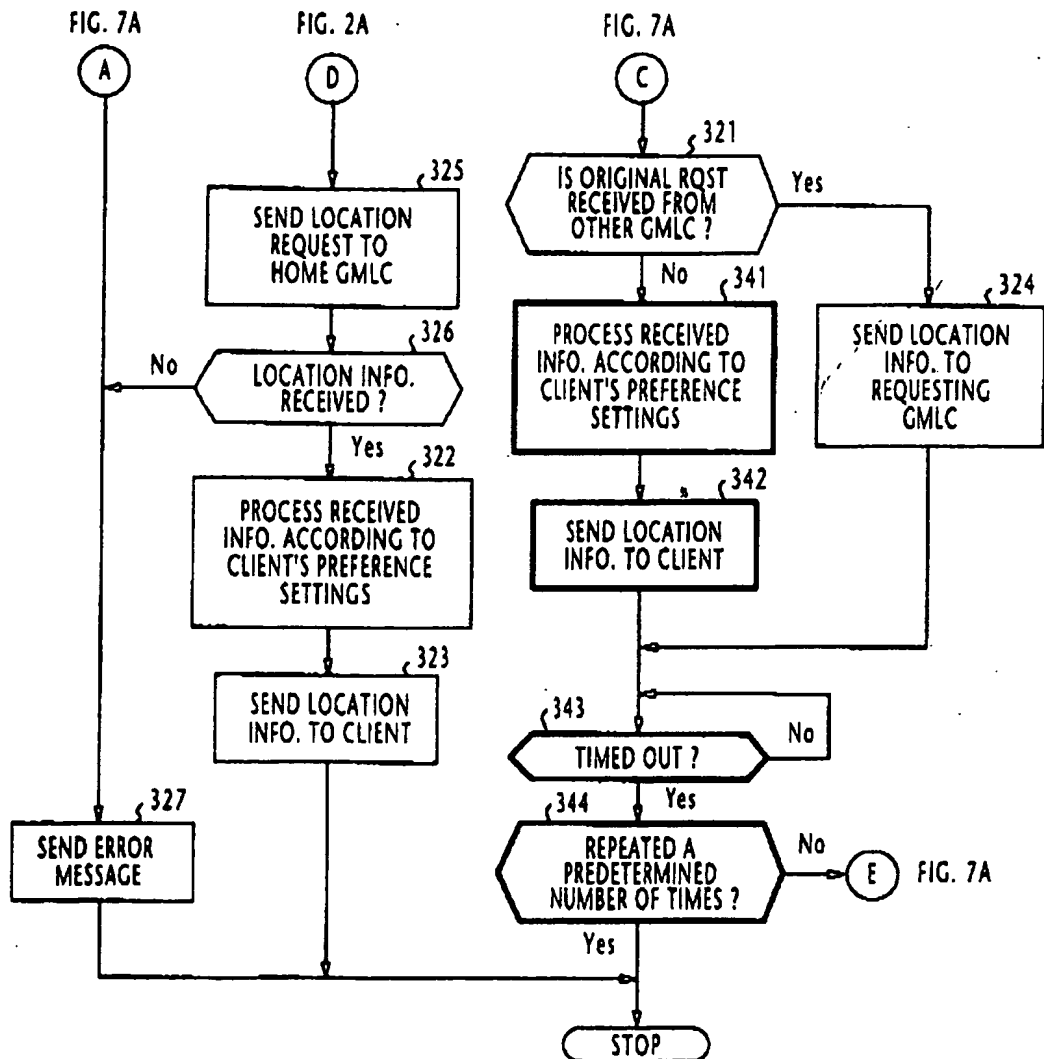 FIG. 7A
FIG. 2A
FIG. 7A
A
D
C
321
IS ORIGINAL RQST
RECEIVED FROM
OTHER GMLC ?
Yes
No
325
SEND LOCATION
REQUEST TO
HOME GMLC
341
PROCESS RECEIVED
INFO. ACCORDING TO
CLIENT'S PREFERENCE
SETTINGS
324
SEND LOCATION
INFO. TO
REQUESTING
GMLC
326
LOCATION INFO.
RECEIVED ?
No
Yes
322
PROCESS RECEIVED
INFO. ACCORDING TO
CLIENT'S PREFERENCE
SETTINGS
342
SEND LOCATION
INFO. TO CLIENT
323
SEND LOCATION
INFO. TO CLIENT
343
TIMED OUT ?
No
Yes
327
SEND ERROR
MESSAGE
344
REPEATED A
PREDETERMINED
NUMBER OF TIMES ?
No
E
FIG. 7A
Yes
STOP